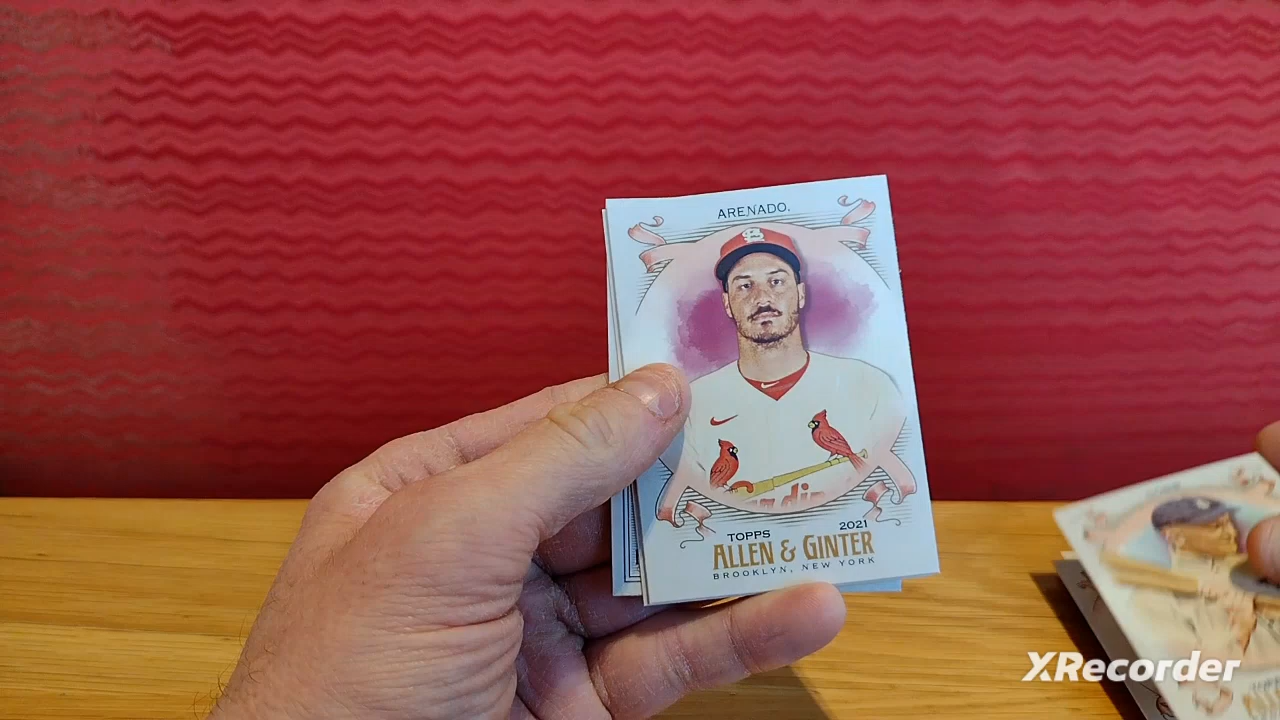 ARENADO.
TOPPS 2021
ALLEN & GINTER
BROOKLYN, NEW YORK
XRecorder